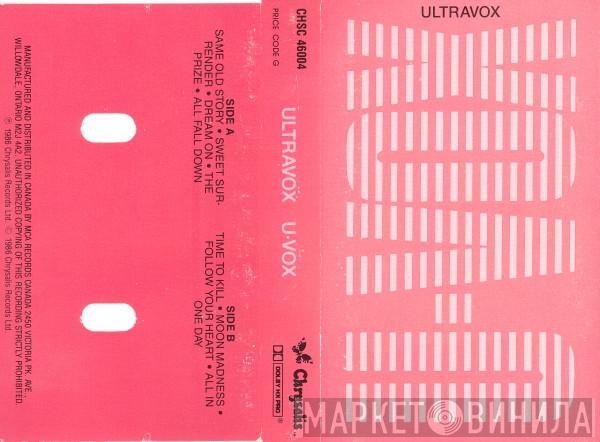 MANUFACTURED AND DISTRIBUTED IN CANADA BY MCA RECORDS CANADA 2450 VICTORIA PK. AVE.,
WILLOWDALE, ONTARIO M2J 4A2. UNAUTHORIZED COPYING OF THIS RECORDING STRICTLY PROHIBITED.
℗ 1986 Chrysalis Records Ltd. © 1986 Chrysalis Records Ltd
SIDE A
SAME OLD STORY • SWEET SUR-
RENDER • DREAM ON • THE
PRIZE • ALL FALL DOWN
SIDE B
TIME TO KILL • MOON MADNESS •
FOLLOW YOUR HEART • ALL IN
ONE DAY
CHSC 46004
PRICE CODE G
ULTRAVOX U-VOX
Chrysalis
DOLBY HX PRO ®
ULTRAVOX
U-VOX
МАРКЕТ ВИНИЛА